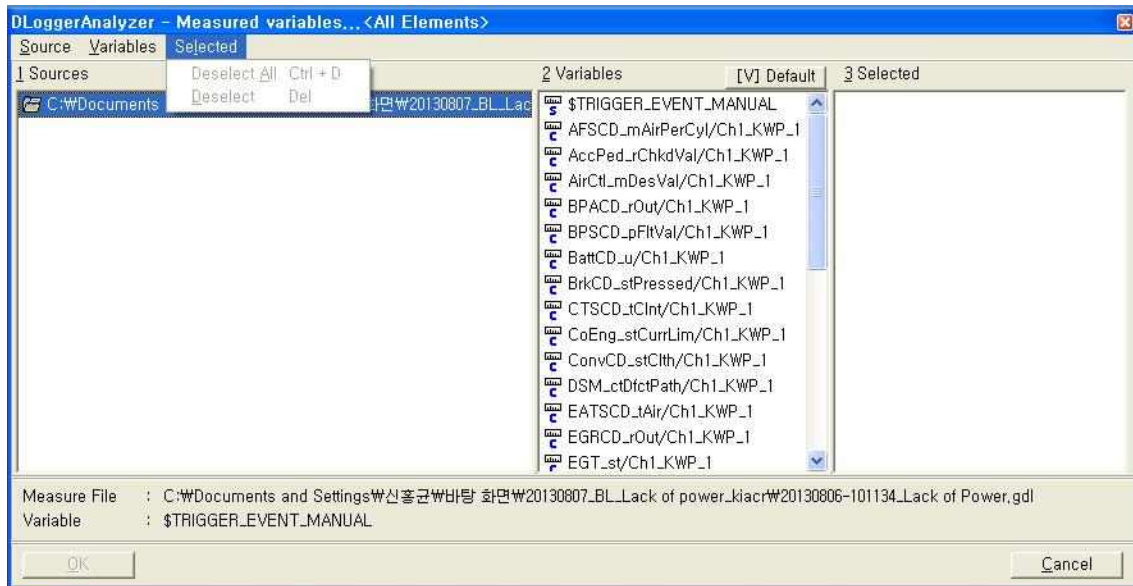 DLoggerAnalyzer - Measured variables...<All Elements>
Source Variables Selected
Deselect All Ctrl + D
Deselect Del
1 Sources
2 Variables
[V] Default
3 Selected
C:₩Documents 화면₩20130807_BL_Lac
$TRIGGER_EVENT_MANUAL
AFSCD_mAirPerCyl/Ch1_KWP_1
AccPed_rChkdVal/Ch1_KWP_1
AirCtl_mDesVal/Ch1_KWP_1
BPACD_rOut/Ch1_KWP_1
BPSCD_pFltVal/Ch1_KWP_1
BattCD_u/Ch1_KWP_1
BrkCD_stPressed/Ch1_KWP_1
CTSCD_tClnt/Ch1_KWP_1
CoEng_stCurrLim/Ch1_KWP_1
ConvCD_stClth/Ch1_KWP_1
DSM_ctDfctPath/Ch1_KWP_1
EATSCD_tAir/Ch1_KWP_1
EGRCD_rOut/Ch1_KWP_1
EGT_st/Ch1_KWP_1
Measure File : C:₩Documents and Settings₩신홍균₩바탕 화면₩20130807_BL_Lack of power_kiacr₩20130806-101134_Lack of Power.gdl
Variable : $TRIGGER_EVENT_MANUAL
OK
Cancel